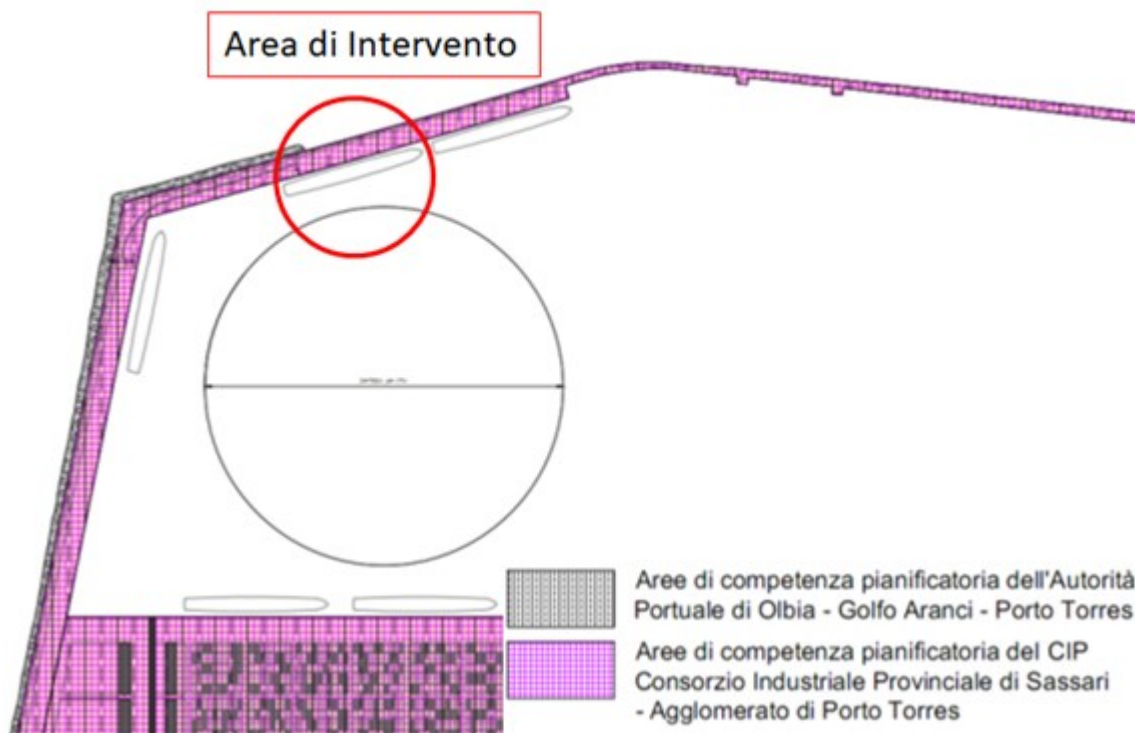 Area di Intervento
Aree di competenza pianificatoria dell'Autorità
Portuale di Olbia - Golfo Aranci - Porto Torres
Aree di competenza pianificatoria del CIP
Consorzio Industriale Provinciale di Sassari
- Agglomerato di Porto Torres